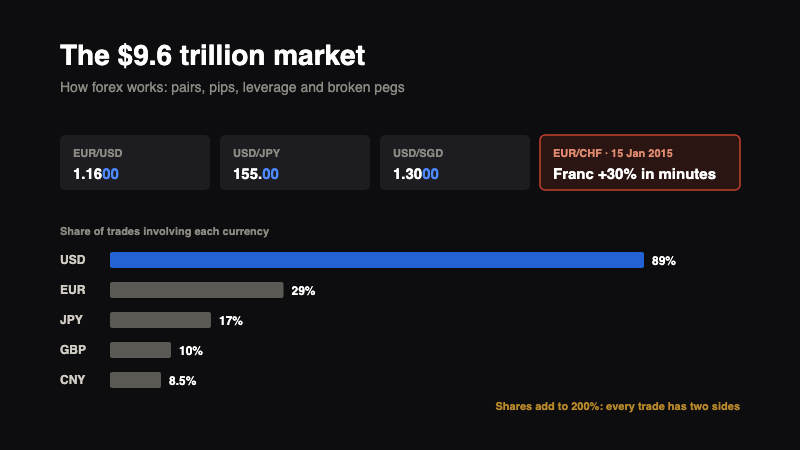 The $9.6 trillion market
How forex works: pairs, pips, leverage and broken pegs
EUR/USD
1.1600
USD/JPY
155.00
USD/SGD
1.3000
EUR/CHF · 15 Jan 2015
Franc +30% in minutes
Share of trades involving each currency
USD 89%
EUR 29%
JPY 17%
GBP 10%
CNY 8.5%
Shares add to 200%: every trade has two sides